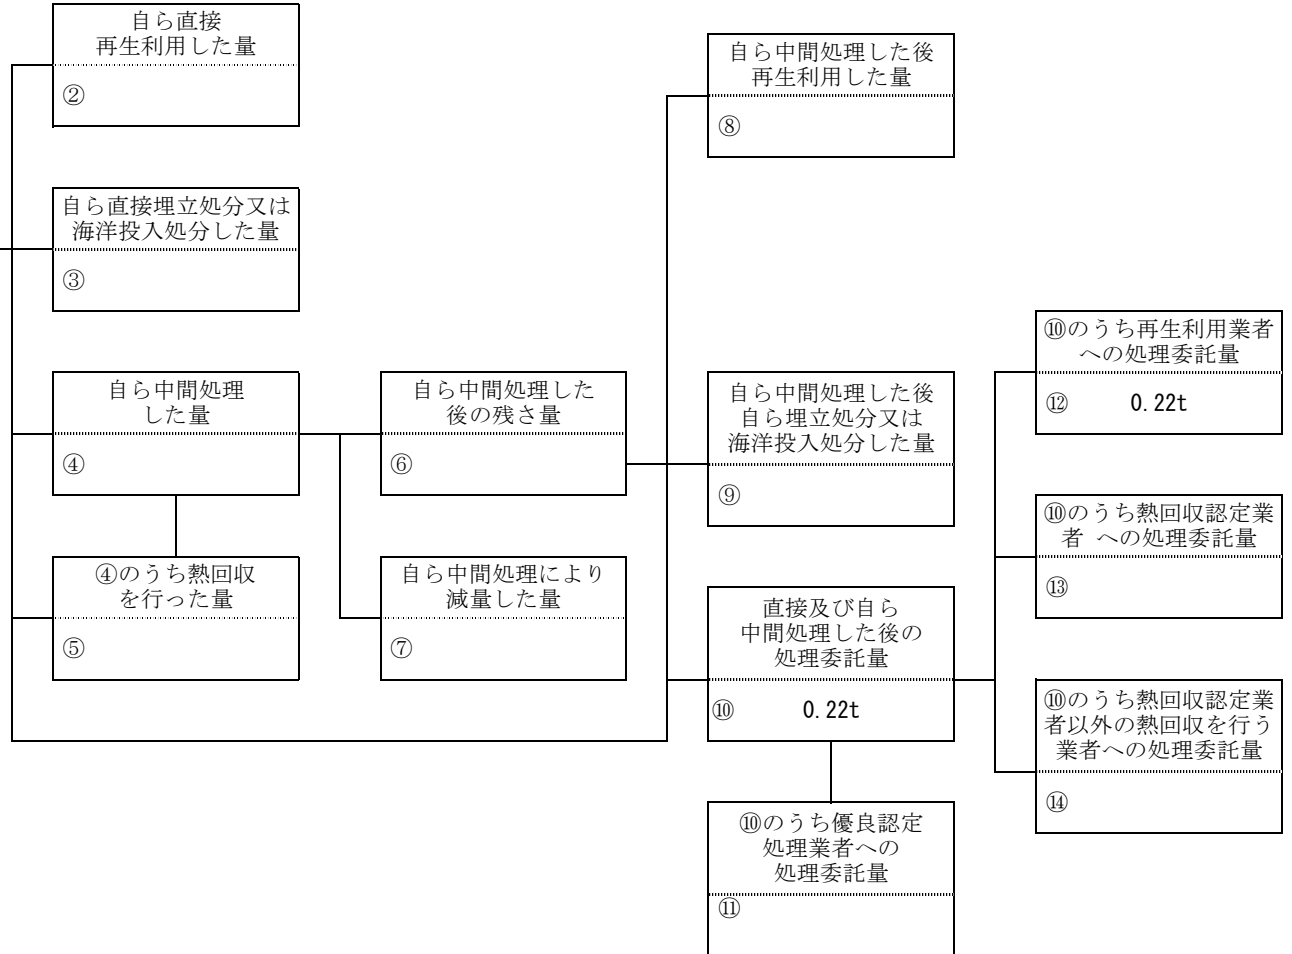 自ら直接
再生利用した量
②
自ら直接埋立処分又は
海洋投入処分した量
③
自ら中間処理
した量
④
④のうち熱回収
を行った量
⑤
自ら中間処理した
後の残さ量
⑥
自ら中間処理により
減量した量
⑦
自ら中間処理した後
再生利用した量
⑧
自ら中間処理した後
自ら埋立処分又は
海洋投入処分した量
⑨
直接及び自ら
中間処理した後の
処理委託量
⑩ 0.22t
⑩のうち優良認定
処理業者への
処理委託量
⑪
⑩のうち再生利用業者
への処理委託量
⑫ 0.22t
⑩のうち熱回収認定業
者 への処理委託量
⑬
⑩のうち熱回収認定業
者以外の熱回収を行う
業者への処理委託量
⑭